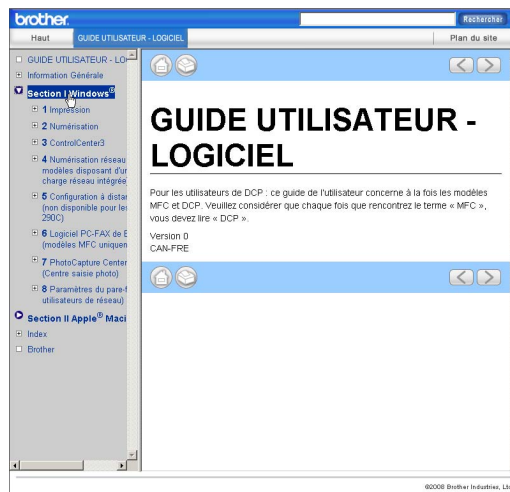 brother.
Rechercher
Haut
GUIDE UTILISATEUR - LOGICIEL
Plan du site
GUIDE UTILISATEUR - LO
Information Générale
Section I Windows®
1 Impression
2 Numérisation
3 ControlCenter3
4 Numérisation réseau
modèles disposant d'un
charge réseau intégrée
5 Configuration à distan
(non disponible pour les
290C)
6 Logiciel PC-FAX de B
(modèles MFC uniquem
7 PhotoCapture Center
(Centre saisie photo)
8 Paramètres du pare-f
utilisateurs de réseau)
Section II Apple® Maci
Index
Brother
GUIDE UTILISATEUR -
LOGICIEL
Pour les utilisateurs de DCP : ce guide de l'utilisateur concerne à la fois les modèles
MFC et DCP. Veuillez considérer que chaque fois que rencontrez le terme « MFC »,
vous devez lire « DCP ».
Version 0
CAN-FRE
©2008 Brother Industries, Ltd